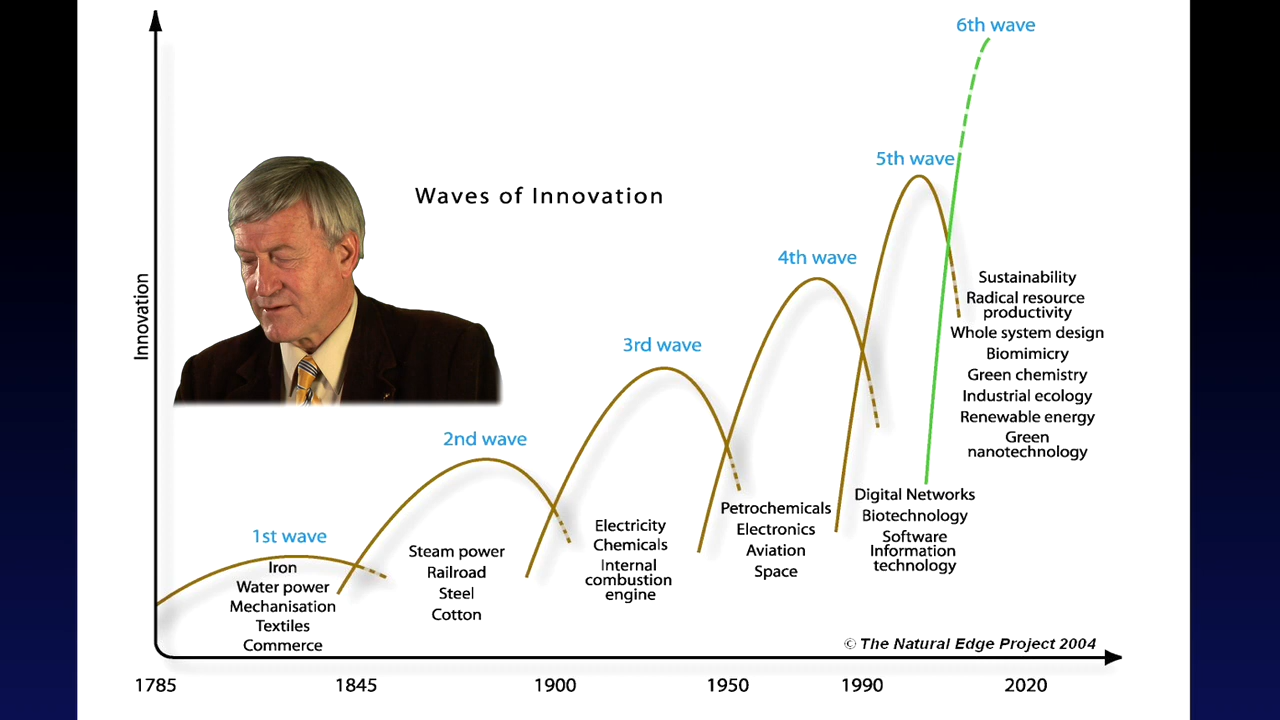 6th wave
5th wave
Waves of Innovation
4th wave
Innovation
Sustainability
Radical resource
productivity
Whole system design
Biomimicry
Green chemistry
Industrial ecology
Renewable energy
Green
nanotechnology
3rd wave
2nd wave
Digital Networks
Biotechnology
Software
Information
technology
Petrochemicals
Electronics
Aviation
Space
Electricity
Chemicals
Internal
combustion
engine
1st wave
Steam power
Railroad
Steel
Cotton
Iron
Water power
Mechanisation
Textiles
Commerce
© The Natural Edge Project 2004
1785
1845
1900
1950
1990
2020